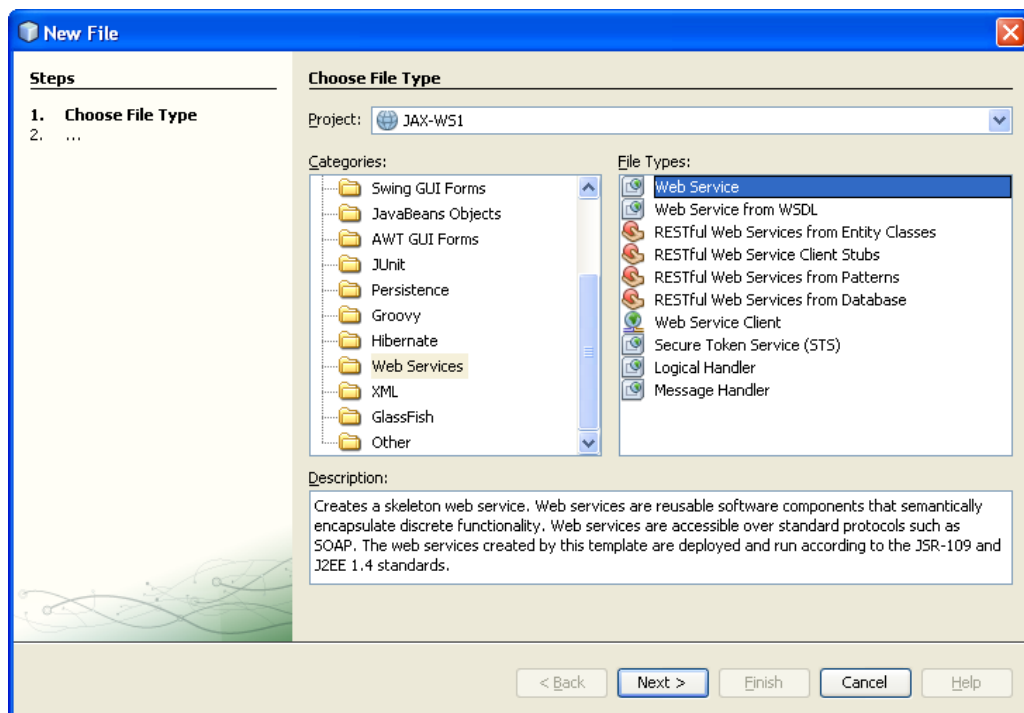 New File
Steps
1. Choose File Type
2. ...
Choose File Type
Project: JAX-WS1
Categories:
Swing GUI Forms
JavaBeans Objects
AWT GUI Forms
JUnit
Persistence
Groovy
Hibernate
Web Services
XML
GlassFish
Other
File Types:
Web Service
Web Service from WSDL
RESTful Web Services from Entity Classes
RESTful Web Service Client Stubs
RESTful Web Services from Patterns
RESTful Web Services from Database
Web Service Client
Secure Token Service (STS)
Logical Handler
Message Handler
Description:
Creates a skeleton web service. Web services are reusable software components that semantically
encapsulate discrete functionality. Web services are accessible over standard protocols such as
SOAP. The web services created by this template are deployed and run according to the JSR-109 and
J2EE 1.4 standards.
< Back Next > Finish Cancel Help